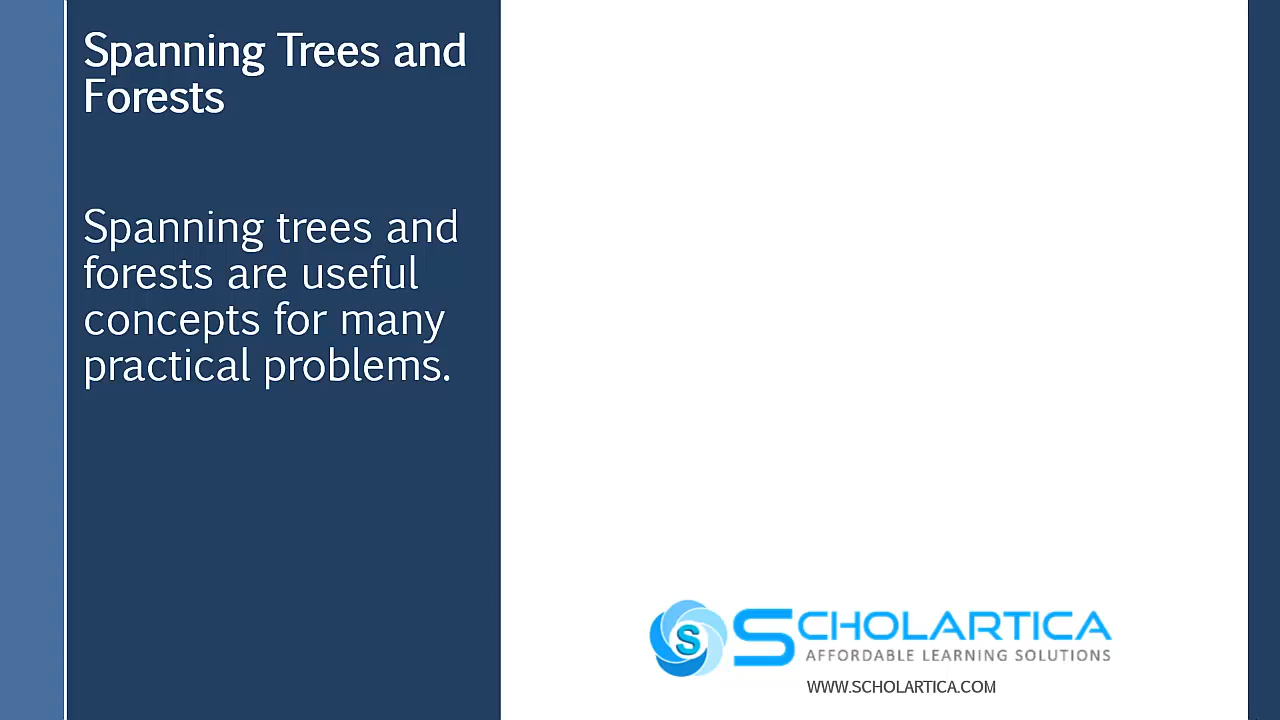 Spanning Trees and
Forests
Spanning trees and
forests are useful
concepts for many
practical problems.
S SCHOLARTICA
AFFORDABLE LEARNING SOLUTIONS
WWW.SCHOLARTICA.COM